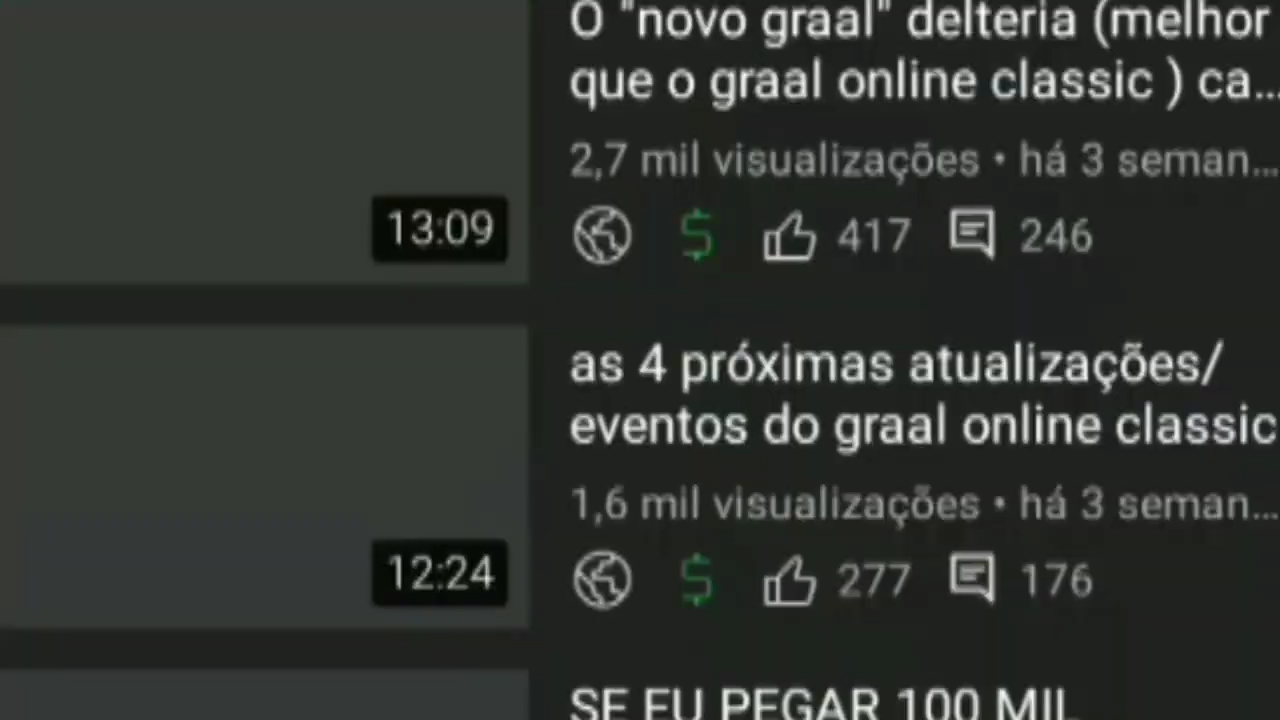 O "novo graal" delteria (melhor
que o graal online classic ) ca...
2,7 mil visualizações • há 3 seman...
13:09
417 246
as 4 próximas atualizações/
eventos do graal online classic
1,6 mil visualizações • há 3 seman...
12:24
277 176
SE EU PEGAR 100 MIL